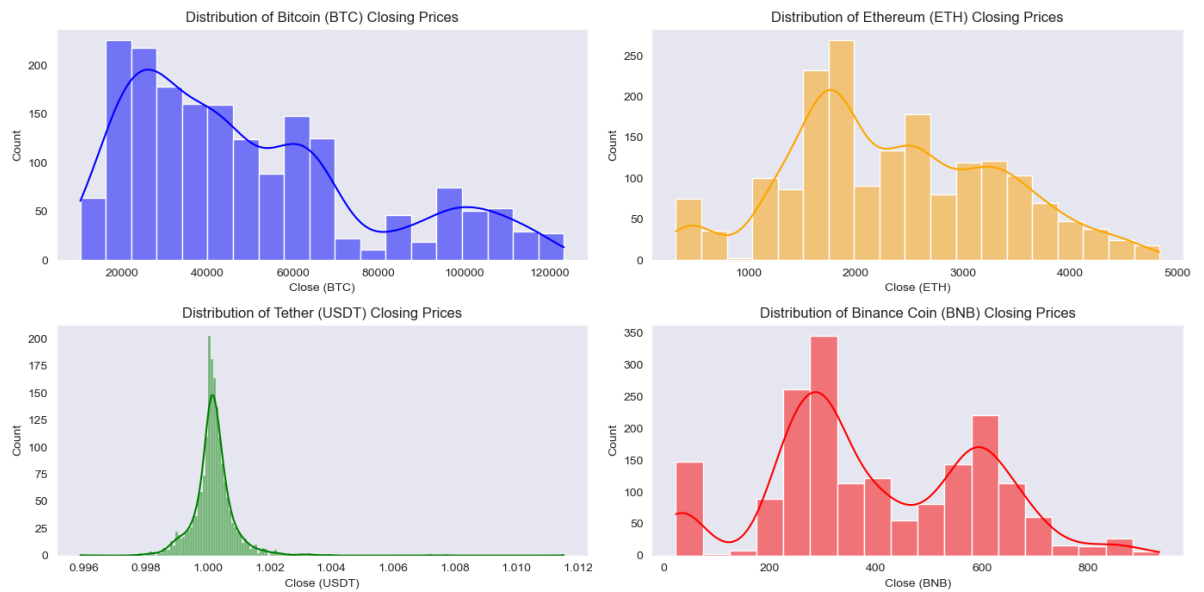 Distribution of Bitcoin (BTC) Closing Prices
Count
200
150
100
50
0
20000 40000 60000 80000 100000 120000
Close (BTC)
Distribution of Ethereum (ETH) Closing Prices
Count
250
200
150
100
50
0
1000 2000 3000 4000 5000
Close (ETH)
Distribution of Tether (USDT) Closing Prices
Count
200
175
150
125
100
75
50
25
0
0.996 0.998 1.000 1.002 1.004 1.006 1.008 1.010 1.012
Close (USDT)
Distribution of Binance Coin (BNB) Closing Prices
Count
350
300
250
200
150
100
50
0
0 200 400 600 800
Close (BNB)